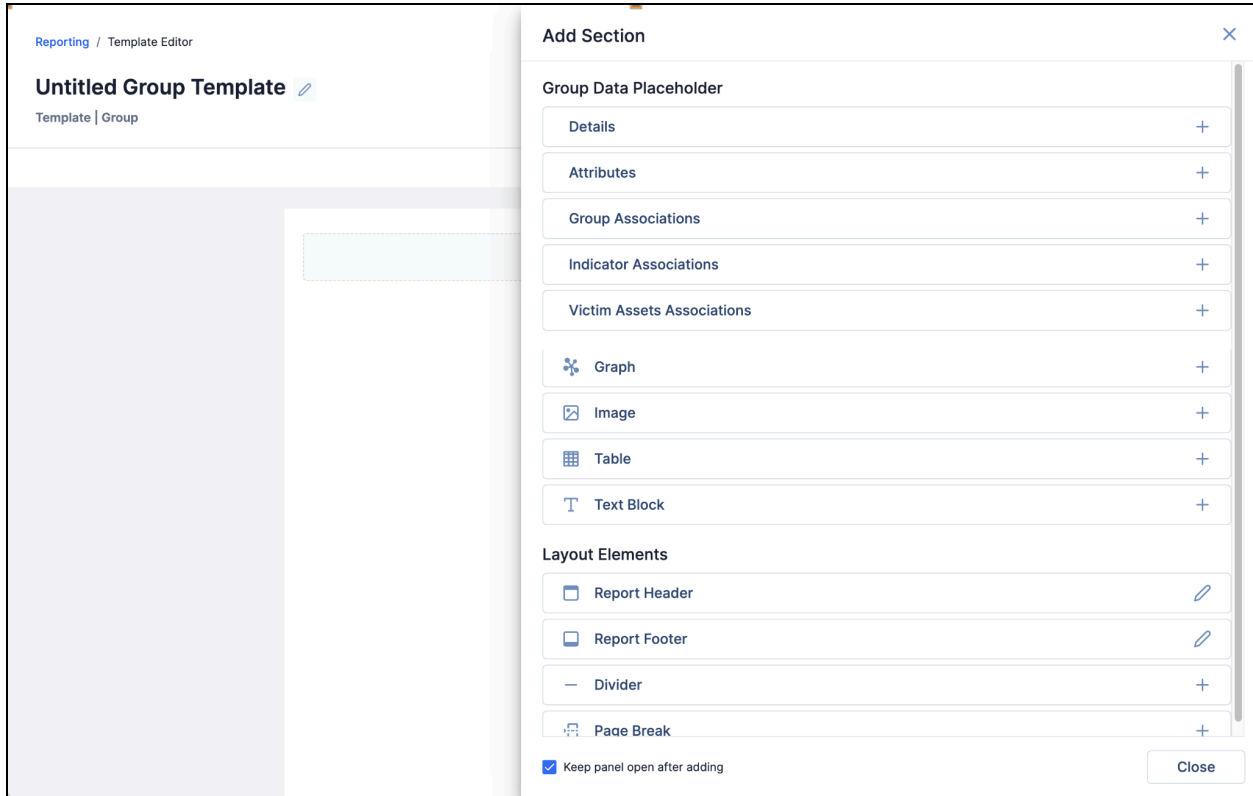 Reporting / Template Editor
Untitled Group Template
Template | Group
Add Section
Group Data Placeholder
Details
Attributes
Group Associations
Indicator Associations
Victim Assets Associations
Graph
Image
Table
Text Block
Layout Elements
Report Header
Report Footer
Divider
Page Break
Keep panel open after adding
Close